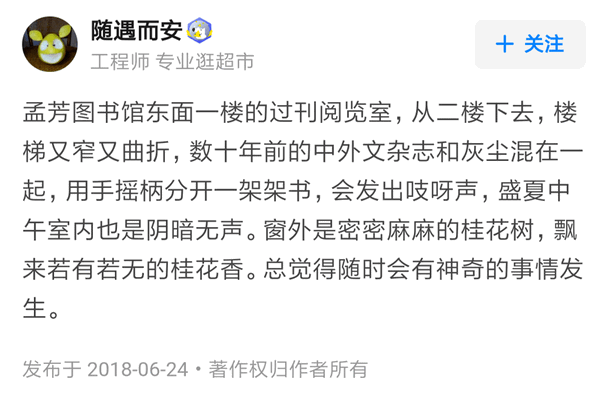 随遇而安
工程师 专业逛超市
+ 关注
孟芳图书馆东面一楼的过刊阅览室，从二楼下去，楼
梯又窄又曲折，数十年前的中外文杂志和灰尘混在一
起，用手摇柄分开一架架书，会发出吱呀声，盛夏中
午室内也是阴暗无声。窗外是密密麻麻的桂花树，飘
来若有若无的桂花香。总觉得随时会有神奇的事情发
生。
发布于 2018-06-24・著作权归作者所有